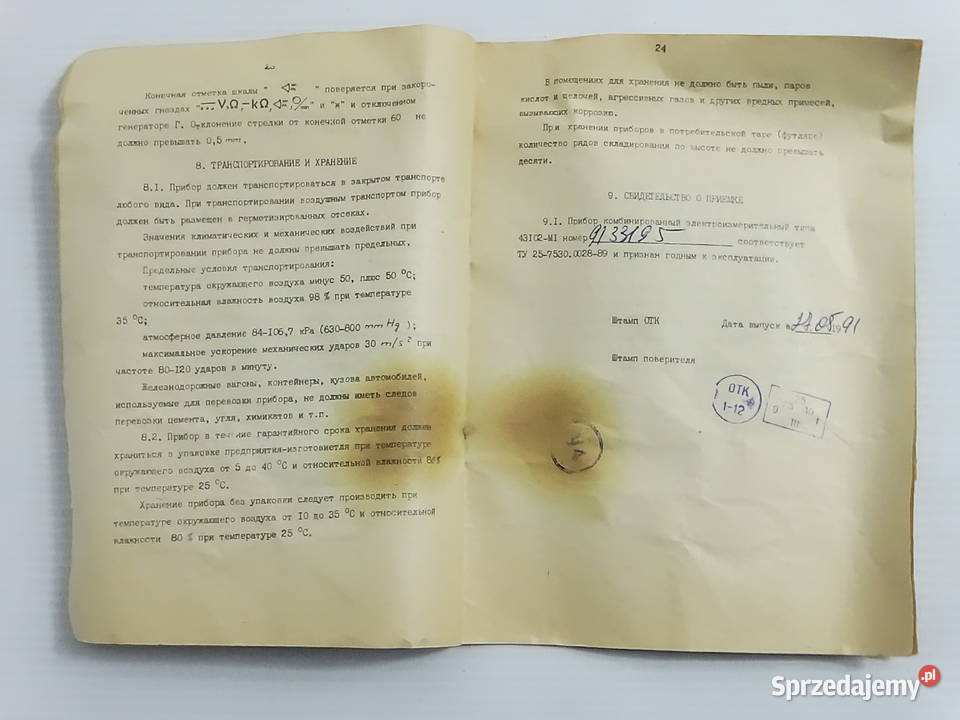 Конечная отметка шкалы " " поверяется при закоро-
ченных гнездах " V,Ω,-kΩ, " и "ж" и отключенном
генераторе Г. Отклонение стрелки от конечной отметки 60 не
должно превышать 0,5 mm.
8. ТРАНСПОРТИРОВАНИЕ И ХРАНЕНИЕ
8.1. Прибор должен транспортироваться в закрытом транспорте
любого вида. При транспортировании воздушным транспортом прибор
должен быть размещен в герметизированных отсеках.
Значения климатических и механических воздействий при
транспортировании прибора не должны превышать предельных.
Предельные условия транспортирования:
температура окружающего воздуха минус 50, плюс 50 °C;
относительная влажность воздуха 98 % при температуре
35 °C;
атмосферное давление 84-106,7 кРа (630-800 mm Hg);
максимальное ускорение механических ударов 30 m/s² при
частоте 80-120 ударов в минуту.
Железнодорожные вагоны, контейнеры, кузова автомобилей,
используемые для перевозки прибора, не должны иметь следов
перевозки цемента, угля, химикатов и т.п.
8.2. Прибор в течение гарантийного срока хранения должен
храниться в упаковке предприятия-изготовиетля при температуре
окружающего воздуха от 5 до 40 °C и относительной влажности
при температуре 25 °C.
Хранение прибора без упаковки следует производить при
температуре окружающего воздуха от 10 до 35 °C и относительной
влажности 80 % при температуре 25 °C.
24
В помещениях для хранения не должно быть пыли, паров
кислот и щелочей, агрессивных газов и других вредных примесей,
вызывающих коррозию.
При хранении приборов в потребительской таре (футляре)
количество рядов складирования по высоте не должно превышать
десяти.
9. СВИДЕТЕЛЬСТВО О ПРИЕМКЕ
9.1. Прибор комбинированный электроизмерительный типа
43102-М1 номер 9133195 соответствует
ТУ 25-7530.0028-89 и признан годным к эксплуатации.
Штамп ОТК Дата выпуска 1991
Штамп поверителя
ОТК
1-12
Sprzedajemy.pl